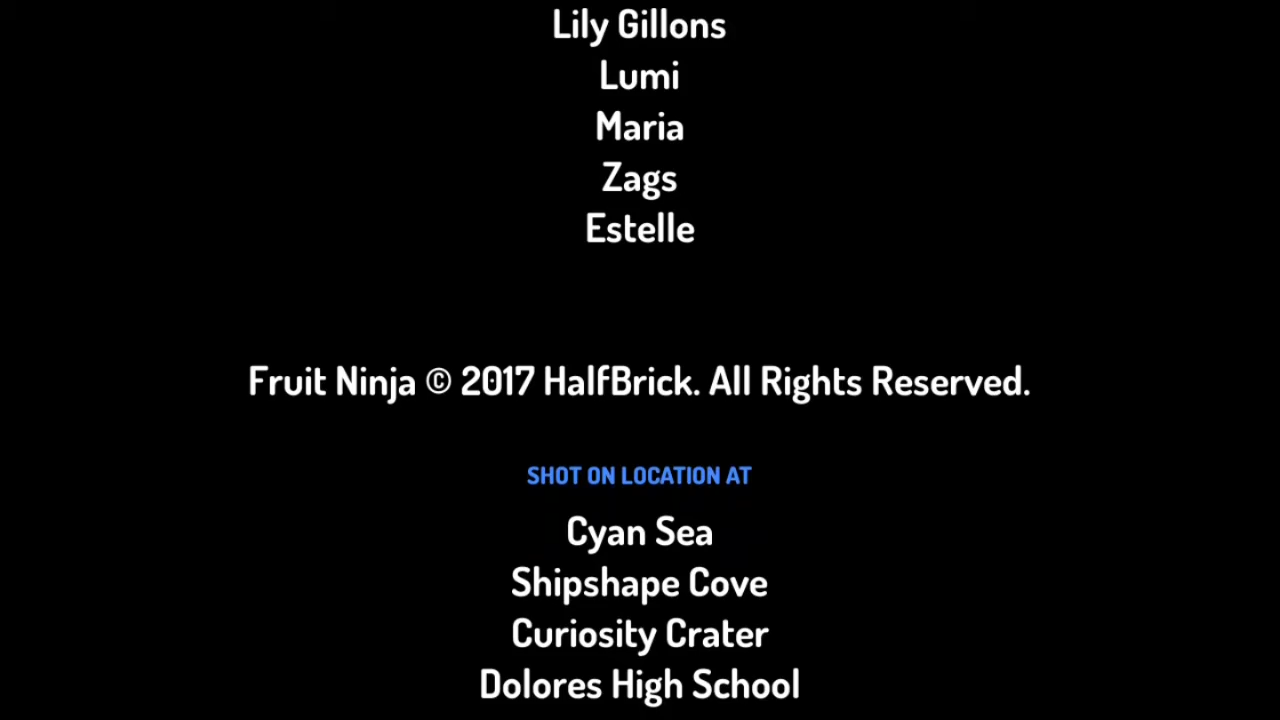 Lily Gillons
Lumi
Maria
Zags
Estelle
Fruit Ninja © 2017 HalfBrick. All Rights Reserved.
SHOT ON LOCATION AT
Cyan Sea
Shipshape Cove
Curiosity Crater
Dolores High School